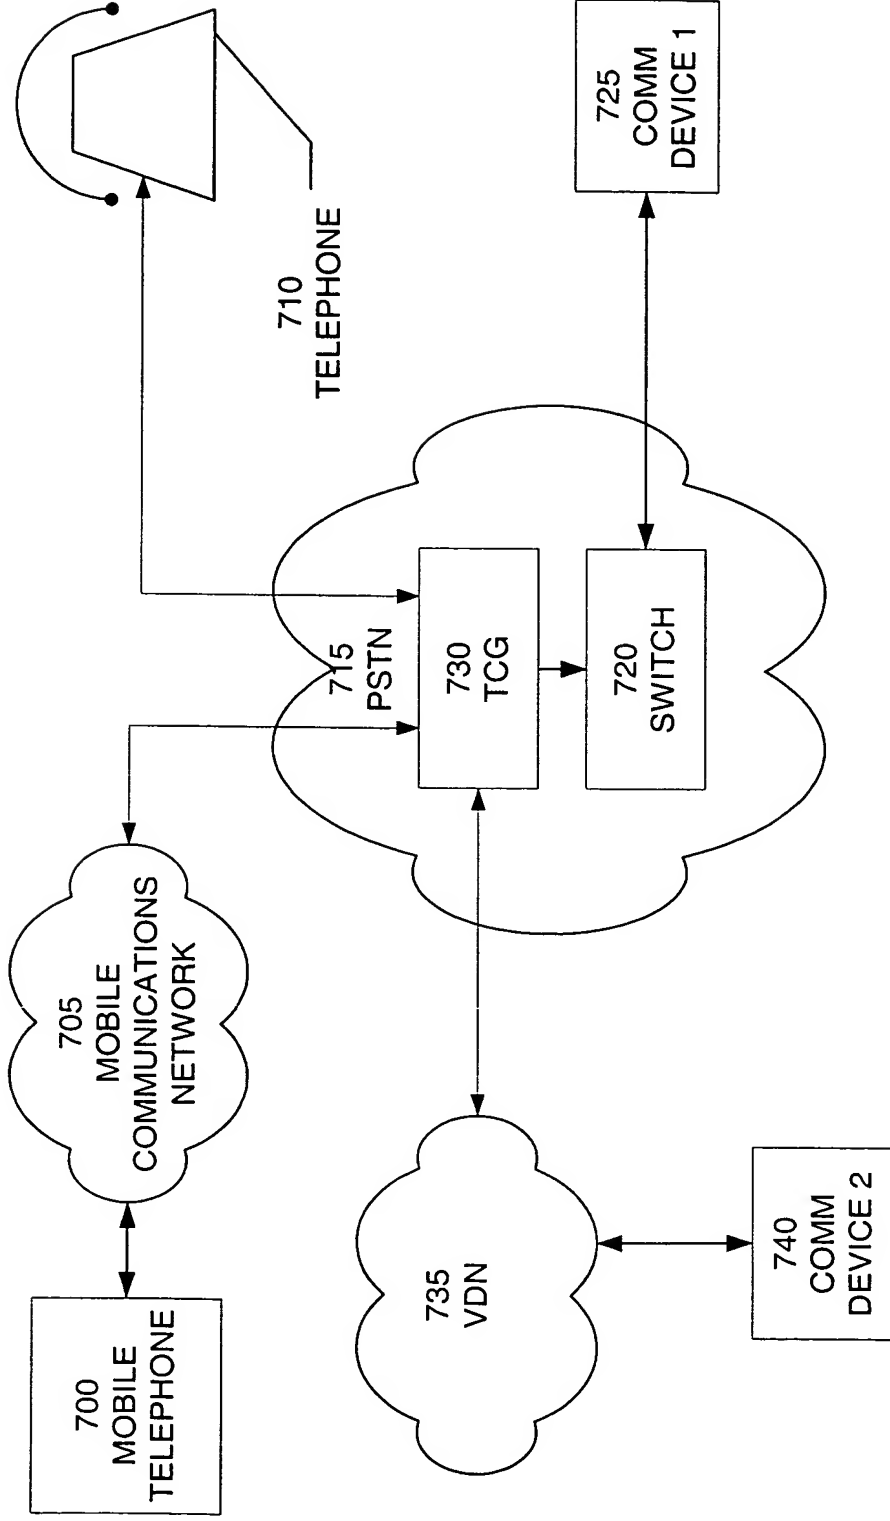 700
MOBILE
TELEPHONE
705
MOBILE
COMMUNICATIONS
NETWORK
710
TELEPHONE
715
PSTN
730
TCG
720
SWITCH
725
COMM
DEVICE 1
735
VDN
740
COMM
DEVICE 2